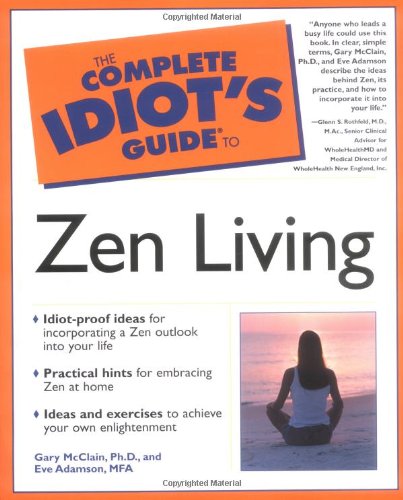 Copyrighted Material
THE
COMPLETE
IDIOT'S
GUIDE® TO
"Anyone who leads a
busy life could use this
book. In clear, simple
terms, Gary McClain,
Ph.D., and Eve Adamson
describe the ideas
behind Zen, its
practice, and how to
incorporate it into
your life."
—Glenn S. Rothfeld, M.D.,
M.Ac., Senior Clinical
Advisor for
WholeHealthMD and
Medical Director of
WholeHealth New England, Inc.
Zen Living
♦ Idiot-proof ideas for
incorporating a Zen outlook
into your life
♦ Practical hints for embracing
Zen at home
♦ Ideas and exercises to achieve
your own enlightenment
Gary McClain, Ph.D., and
Eve Adamson, MFA
Copyrighted Material